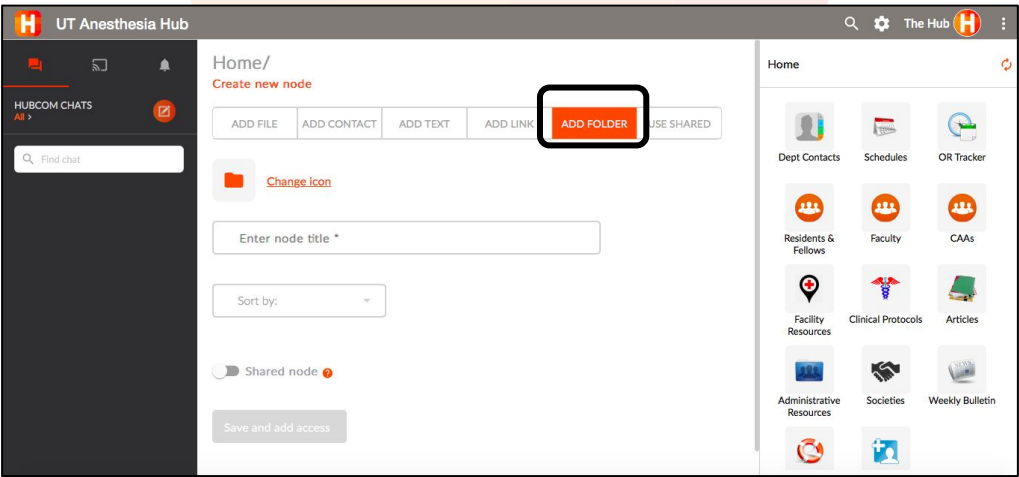 H UT Anesthesia Hub
The Hub H
HUBCOM CHATS
All >
Find chat
Home/
Create new node
ADD FILE ADD CONTACT ADD TEXT ADD LINK ADD FOLDER USE SHARED
Change icon
Enter node title *
Sort by:
Shared node ?
Save and add access
Home
Dept Contacts Schedules OR Tracker
Residents & Fellows
Faculty CAAs
Facility Resources
Clinical Protocols Articles
NEWS
Administrative Resources
Societies Weekly Bulletin